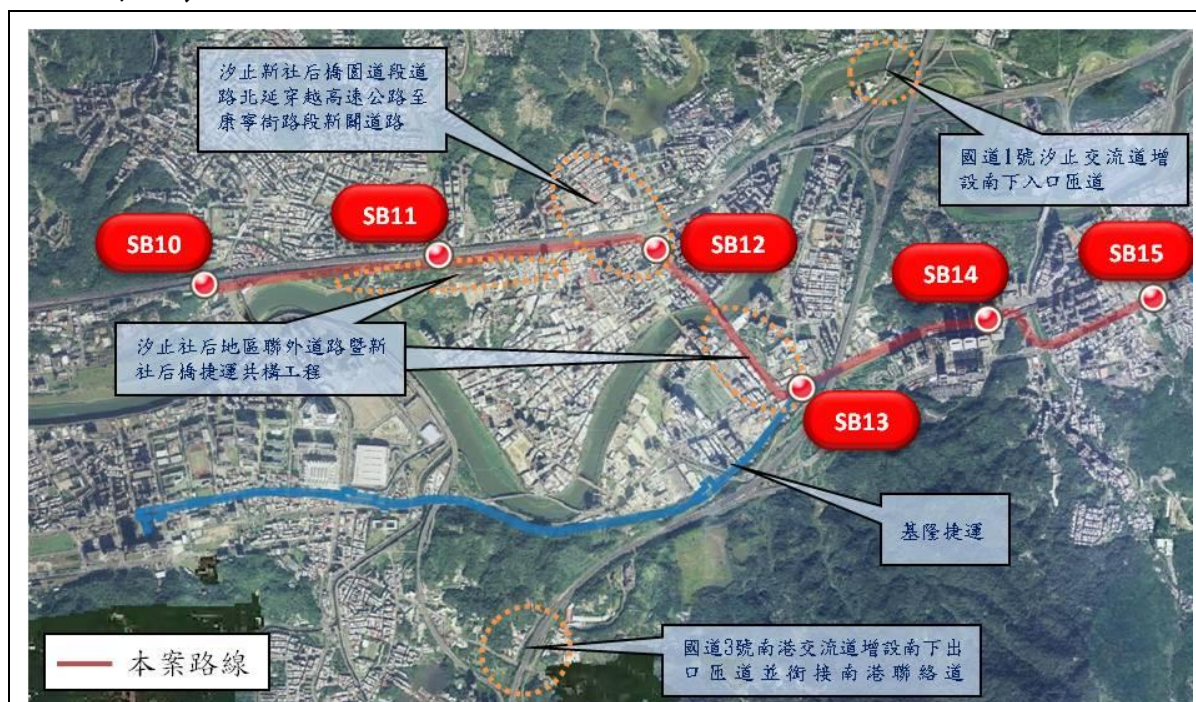 汐止新社后橋園道段道
路北延穿越高速公路至
康寧街路段新闢道路
國道1號汐止交流道增
設南下入口匝道
SB10
SB11
SB12
SB14
SB15
汐止社后地區聯外道路暨新
社后橋捷運共構工程
SB13
基隆捷運
國道3號南港交流道增設南下出
口匝道並銜接南港聯絡道
本案路線